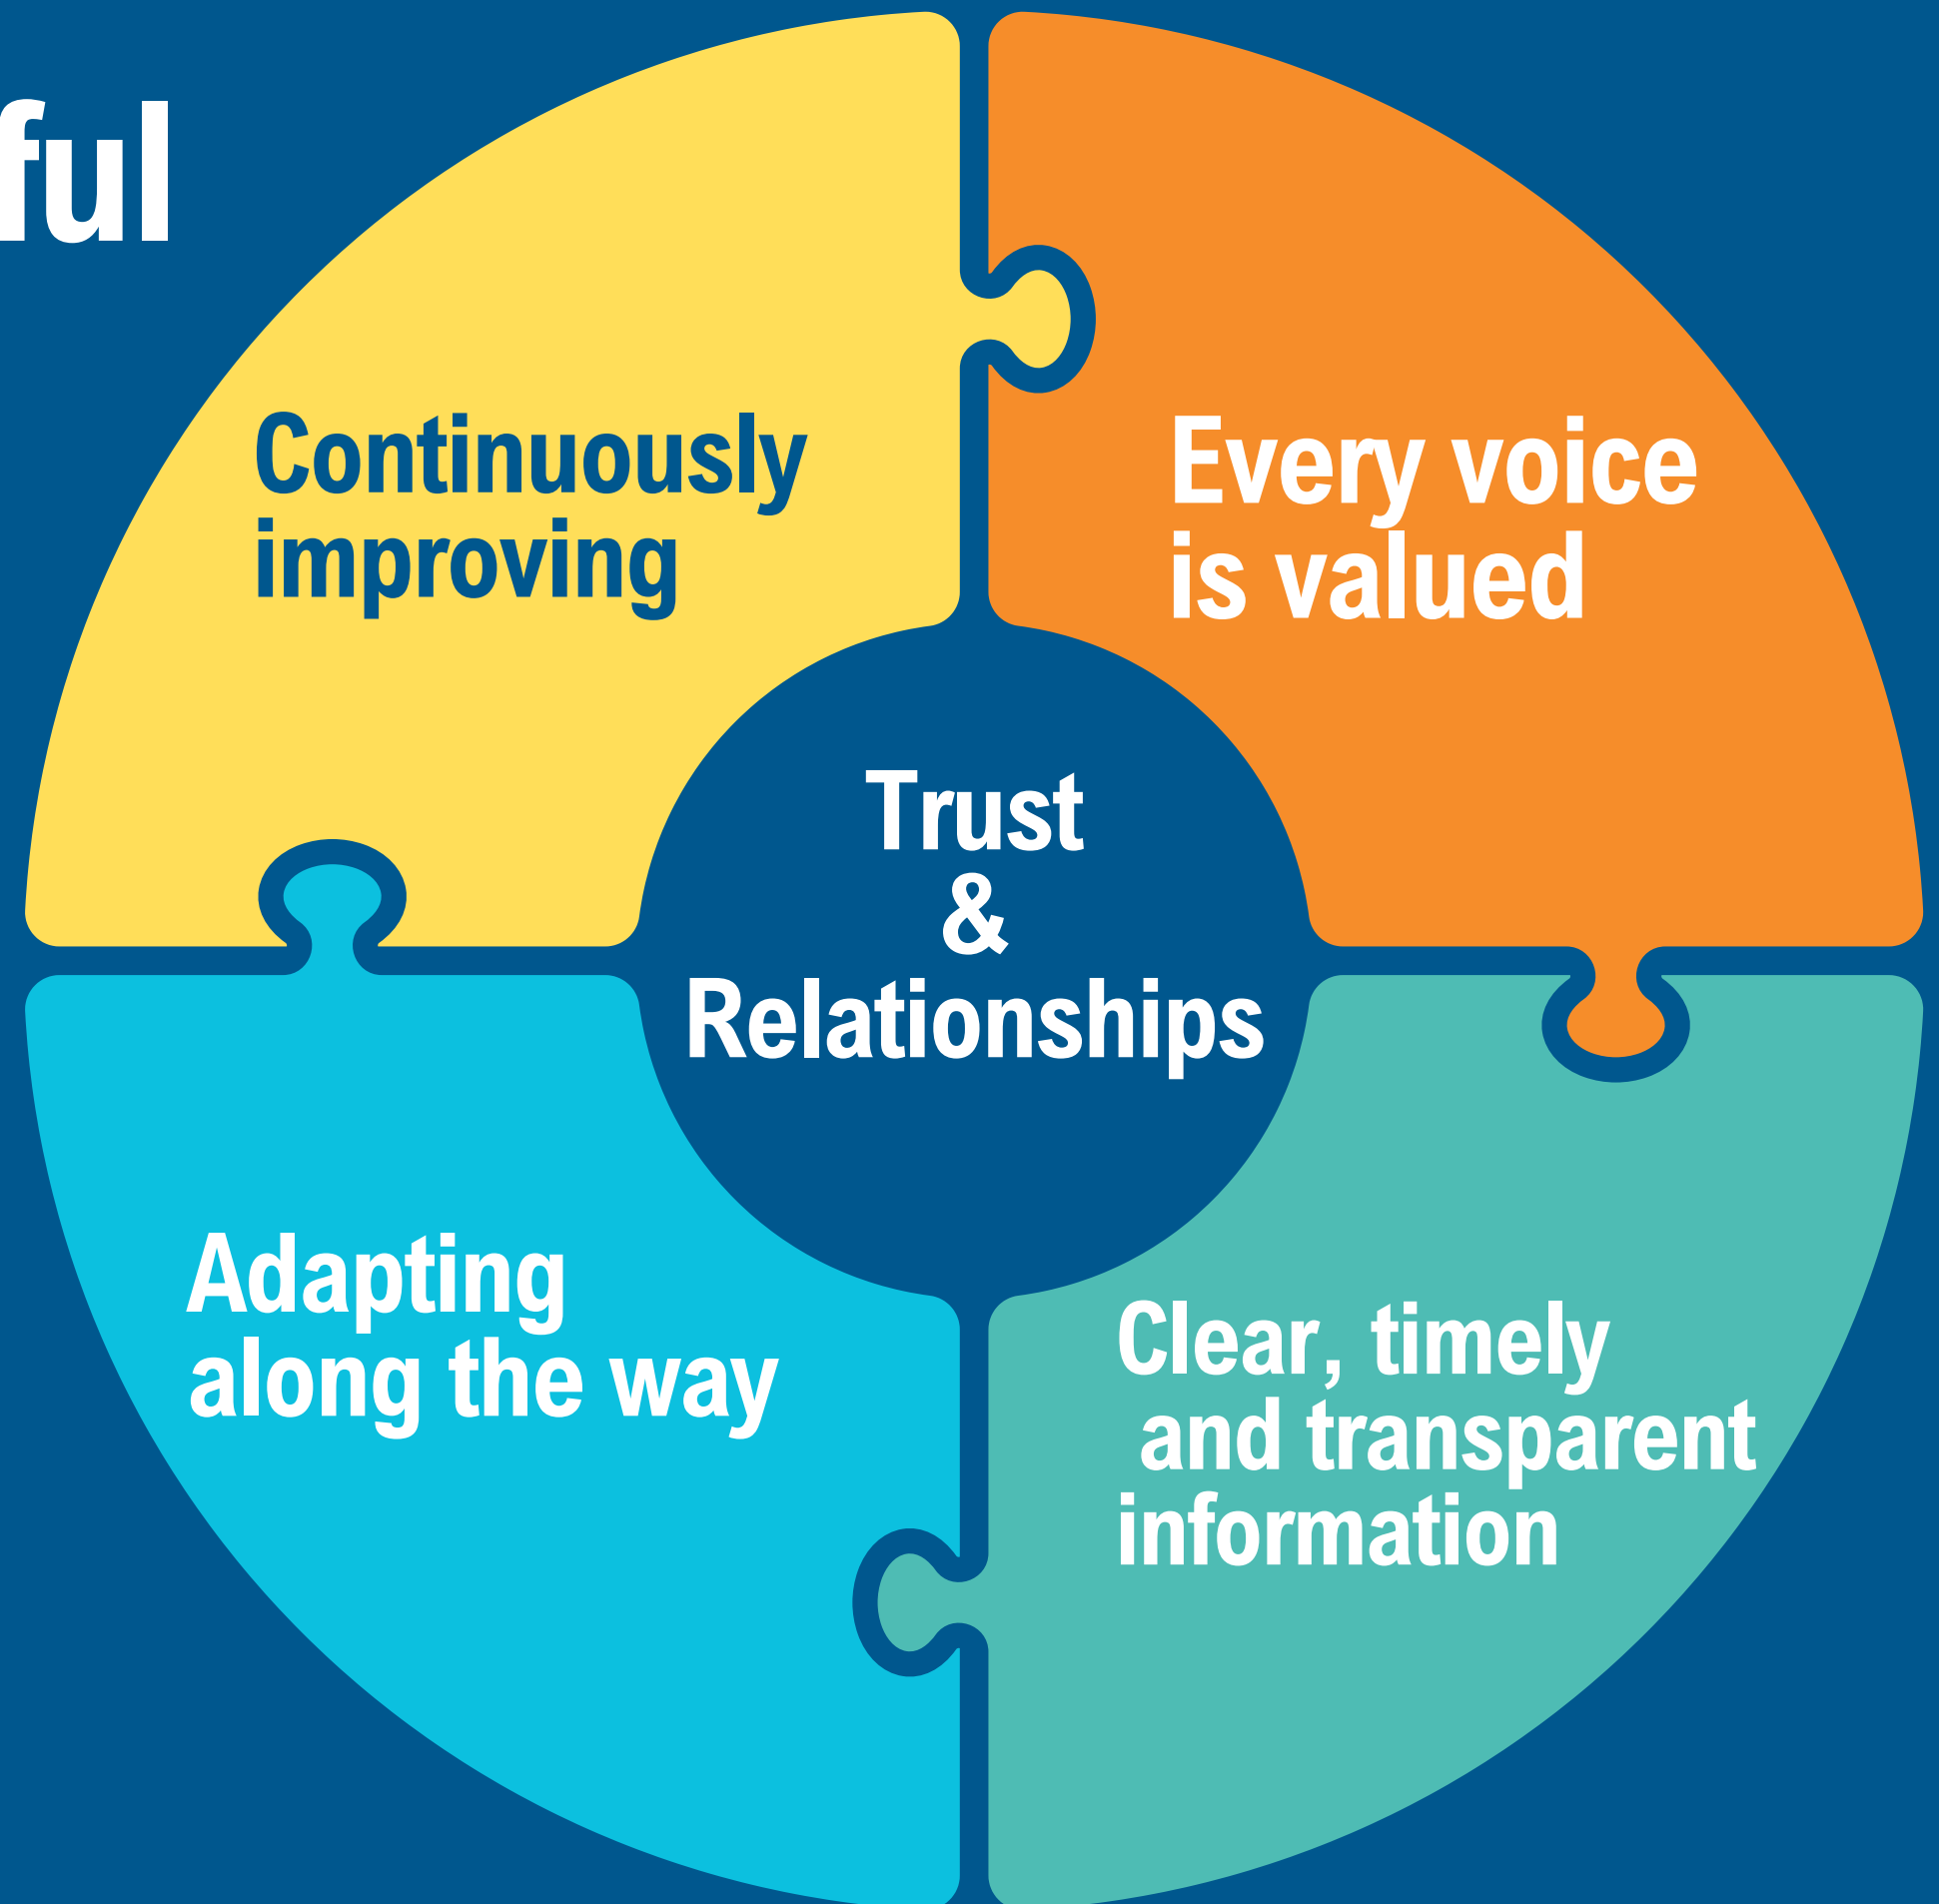 ful
Continuously
improving
Every voice
is valued
Trust
&
Relationships
Adapting
along the way
Clear, timely
and transparent
information